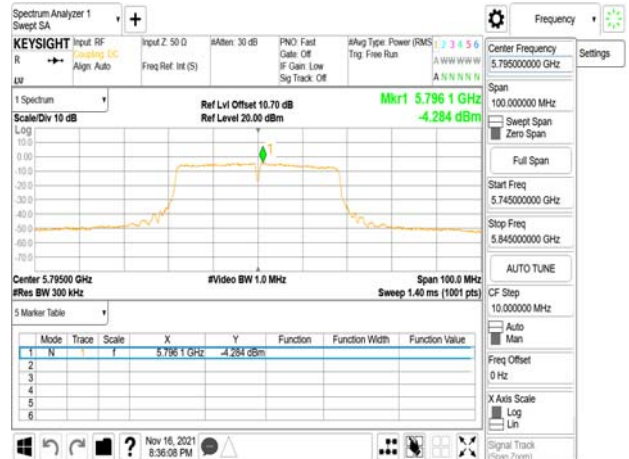 Spectrum Analyzer 1
Swept SA
Frequency
Settings
KEYSIGHT
R
Input: RF
Coupling: DC
Align: Auto
Input Z: 50 Ω
Freq Ref: Int (S)
#Atten: 30 dB
PNO: Fast
Gate: Off
IF Gain: Low
Sig Track: Off
#Avg Type: Power (RMS
Trig: Free Run
1 2 3 4 5 6
A W W W W W
A N N N N N
1 Spectrum
Scale/Div 10 dB
Ref Lvl Offset 10.70 dB
Ref Level 20.00 dBm
Mkr1 5.796 1 GHz
-4.284 dBm
Log
10.0
0.00
-10.0
-20.0
-30.0
-40.0
-50.0
-60.0
-70.0
1
Center 5.79500 GHz
#Res BW 300 kHz
#Video BW 1.0 MHz
Span 100.0 MHz
Sweep 1.40 ms (1001 pts)
5 Marker Table
Mode Trace Scale X Y Function Function Width Function Value
1 N 1 f 5.796 1 GHz -4.284 dBm
2
3
4
5
6
Nov 16, 2021
8:36:08 PM
Center Frequency
5.795000000 GHz
Span
100.000000 MHz
Swept Span
Zero Span
Full Span
Start Freq
5.745000000 GHz
Stop Freq
5.845000000 GHz
AUTO TUNE
CF Step
10.000000 MHz
Auto
Man
Freq Offset
0 Hz
X Axis Scale
Log
Lin
Signal Track
(Span Zoom)